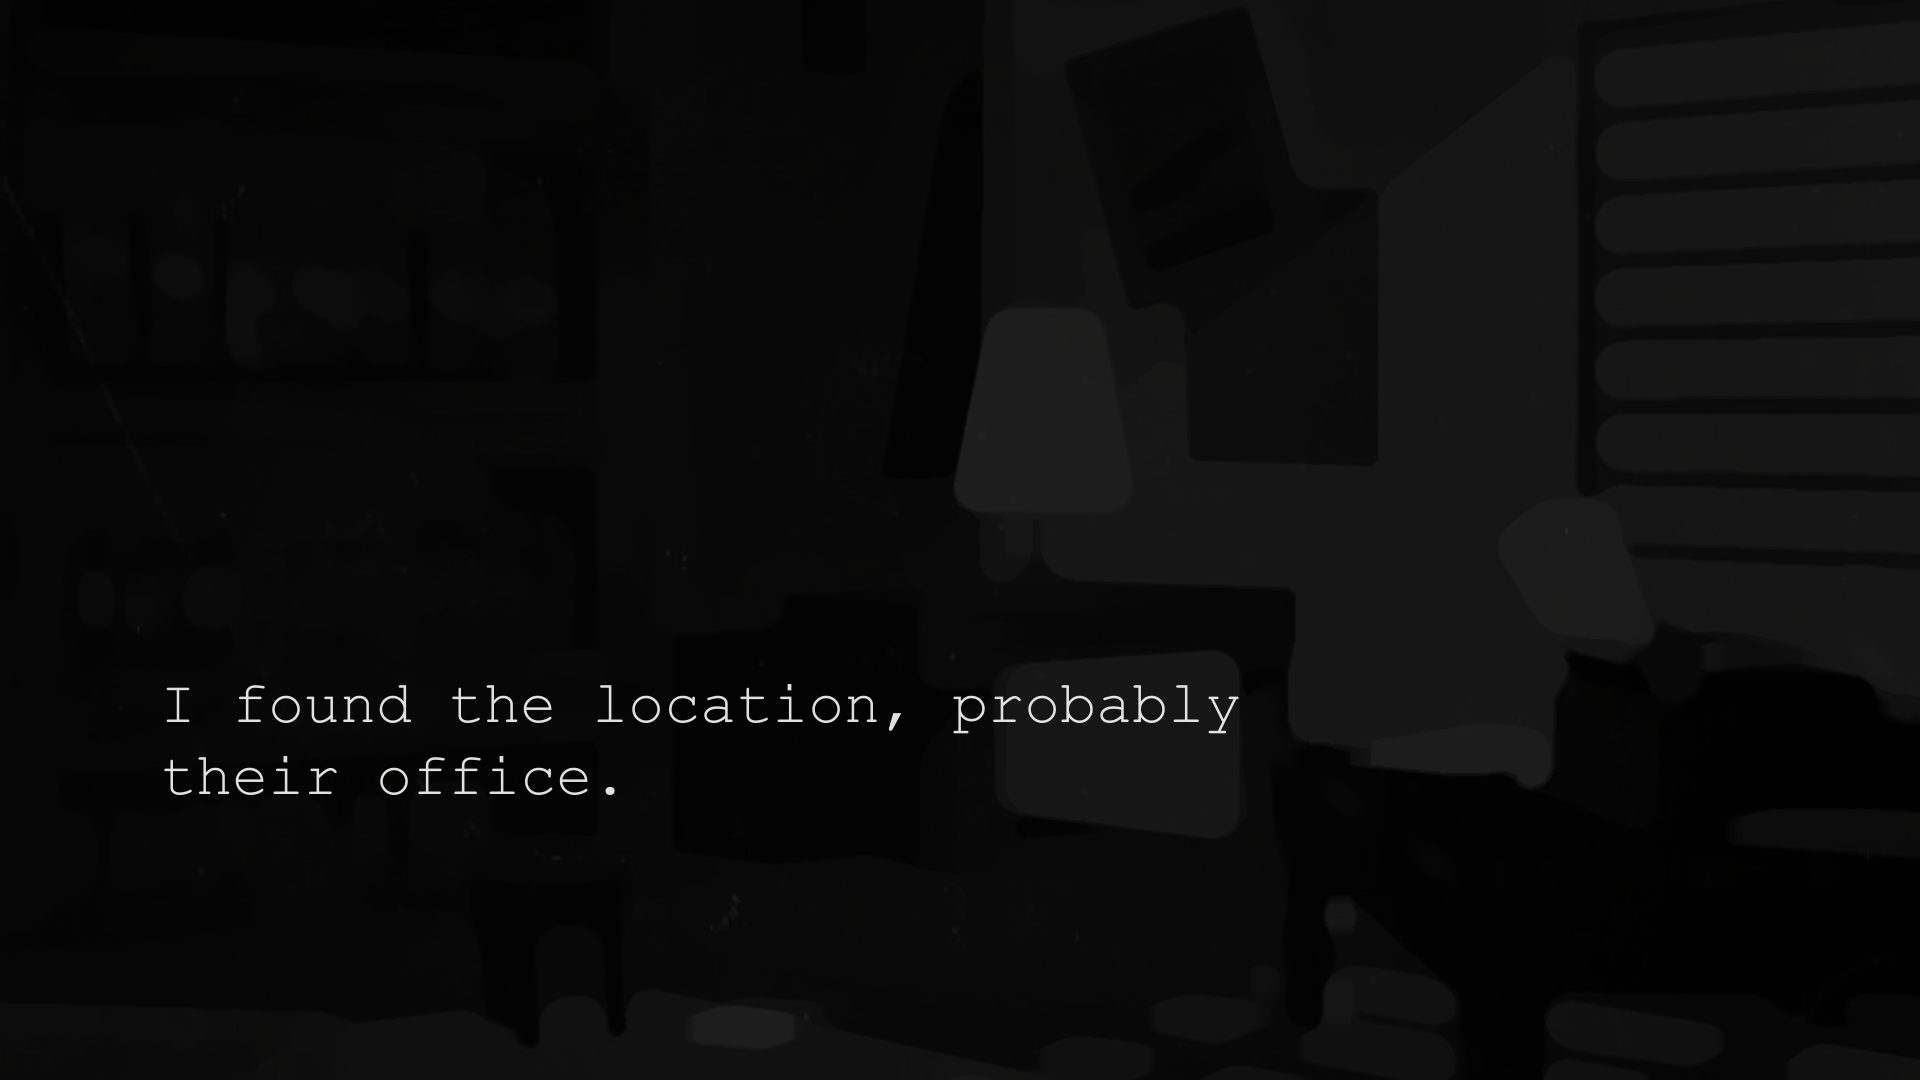 I found the location, probably
their office.